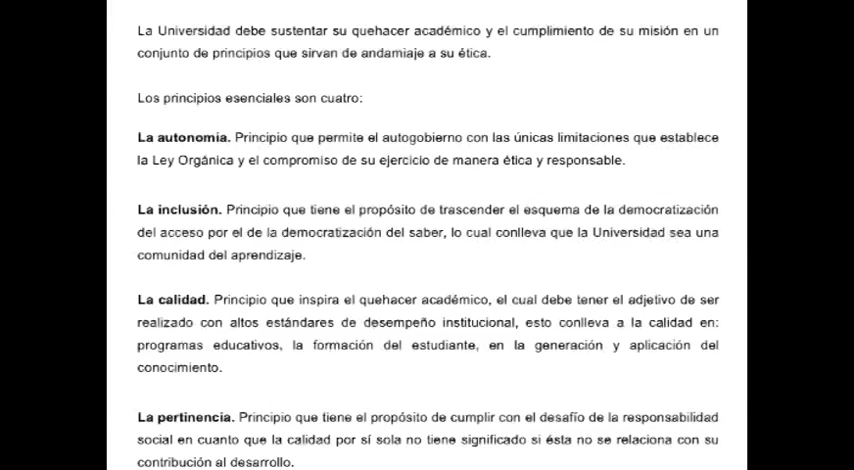 La Universidad debe sustentar su quehacer académico y el cumplimiento de su misión en un
conjunto de principios que sirvan de andamiaje a su ética.
Los principios esenciales son cuatro:
La autonomía. Principio que permite el autogobierno con las únicas limitaciones que establece
la Ley Orgánica y el compromiso de su ejercicio de manera ética y responsable.
La inclusión. Principio que tiene el propósito de trascender el esquema de la democratización
del acceso por el de la democratización del saber, lo cual conlleva que la Universidad sea una
comunidad del aprendizaje.
La calidad. Principio que inspira el quehacer académico, el cual debe tener el adjetivo de ser
realizado con altos estándares de desempeño institucional, esto conlleva a la calidad en:
programas educativos, la formación del estudiante, en la generación y aplicación del
conocimiento.
La pertinencia. Principio que tiene el propósito de cumplir con el desafío de la responsabilidad
social en cuanto que la calidad por sí sola no tiene significado si ésta no se relaciona con su
contribución al desarrollo.